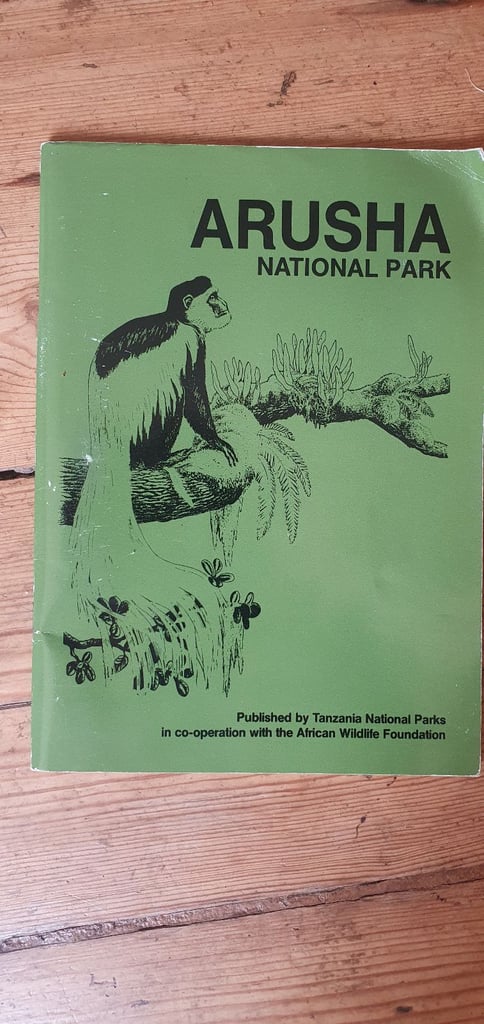 ARUSHA
NATIONAL PARK
Published by Tanzania National Parks
in co-operation with the African Wildlife Foundation